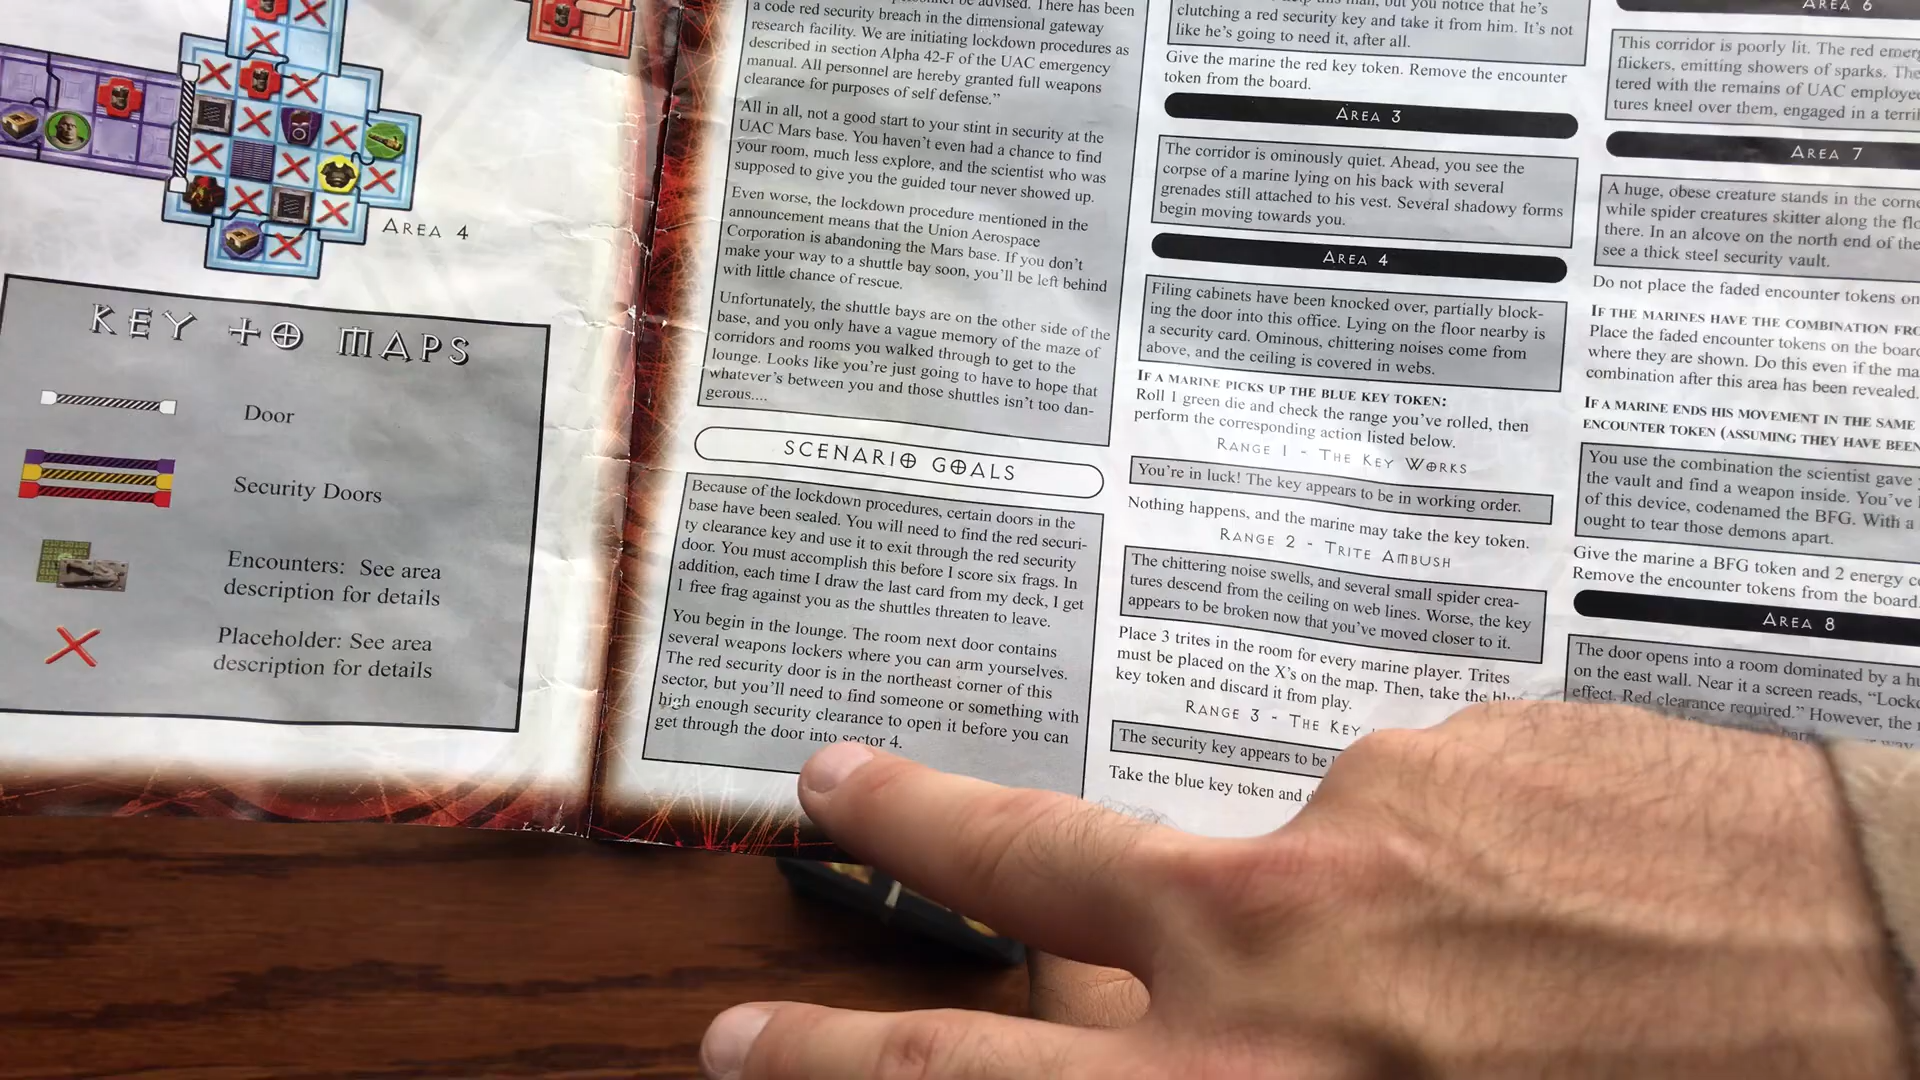 AREA 4
KEY TO MAPS
Door
Security Doors
Encounters: See area
description for details
Placeholder: See area
description for details
be advised. There has been
a code red security breach in the dimensional gateway
research facility. We are initiating lockdown procedures as
described in section Alpha 42-F of the UAC emergency
manual. All personnel are hereby granted full weapons
clearance for purposes of self defense."
All in all, not a good start to your stint in security at the
UAC Mars base. You haven't even had a chance to find
your room, much less explore, and the scientist who was
supposed to give you the guided tour never showed up.
Even worse, the lockdown procedure mentioned in the
announcement means that the Union Aerospace
Corporation is abandoning the Mars base. If you don't
make your way to a shuttle bay soon, you'll be left behind
with little chance of rescue.
Unfortunately, the shuttle bays are on the other side of the
base, and you only have a vague memory of the maze of
corridors and rooms you walked through to get to the
lounge. Looks like you're just going to have to hope that
whatever's between you and those shuttles isn't too dan-
gerous....
SCENARIO GOALS
Because of the lockdown procedures, certain doors in the
base have been sealed. You will need to find the red securi-
ty clearance key and use it to exit through the red security
door. You must accomplish this before I score six frags. In
addition, each time I draw the last card from my deck, I get
1 free frag against you as the shuttles threaten to leave.
You begin in the lounge. The room next door contains
several weapons lockers where you can arm yourselves.
The red security door is in the northeast corner of this
sector, but you'll need to find someone or something with
high enough security clearance to open it before you can
get through the door into sector 4.
this man, but you notice that he's
clutching a red security key and take it from him. It's not
like he's going to need it, after all.
Give the marine the red key token. Remove the encounter
token from the board.
AREA 3
The corridor is ominously quiet. Ahead, you see the
corpse of a marine lying on his back with several
grenades still attached to his vest. Several shadowy forms
begin moving towards you.
AREA 4
Filing cabinets have been knocked over, partially block-
ing the door into this office. Lying on the floor nearby is
a security card. Ominous, chittering noises come from
above, and the ceiling is covered in webs.
IF A MARINE PICKS UP THE BLUE KEY TOKEN:
Roll 1 green die and check the range you've rolled, then
perform the corresponding action listed below.
RANGE 1 - THE KEY WORKS
You're in luck! The key appears to be in working order.
Nothing happens, and the marine may take the key token.
RANGE 2 - TRITE AMBUSH
The chittering noise swells, and several small spider crea-
tures descend from the ceiling on web lines. Worse, the key
appears to be broken now that you've moved closer to it.
Place 3 trites in the room for every marine player. Trites
must be placed on the X's on the map. Then, take the blue
key token and discard it from play.
RANGE 3 - THE KEY
The security key appears to be
Take the blue key token and
AREA 6
This corridor is poorly lit. The red
flickers, emitting showers of sparks. The
tered with the remains of UAC
tures kneel over them, engaged in a
AREA 7
A huge, obese creature stands in the
while spider creatures skitter along the
there. In an alcove on the north end of the
see a thick steel security vault.
Do not place the faded encounter tokens on
IF THE MARINES HAVE THE COMBINATION
Place the faded encounter tokens on the board
where they are shown. Do this even if the
combination after this area has been revealed.
IF A MARINE ENDS HIS MOVEMENT IN THE SAME
ENCOUNTER TOKEN (ASSUMING THEY HAVE BEEN
You use the combination the scientist gave
the vault and find a weapon inside. You've
of this device, codenamed the BFG. With a
ought to tear those demons apart.
Give the marine a BFG token and 2 energy
Remove the encounter tokens from the board.
AREA 8
The door opens into a room dominated by a
on the east wall. Near it a screen reads,
effect. Red clearance required." However, the